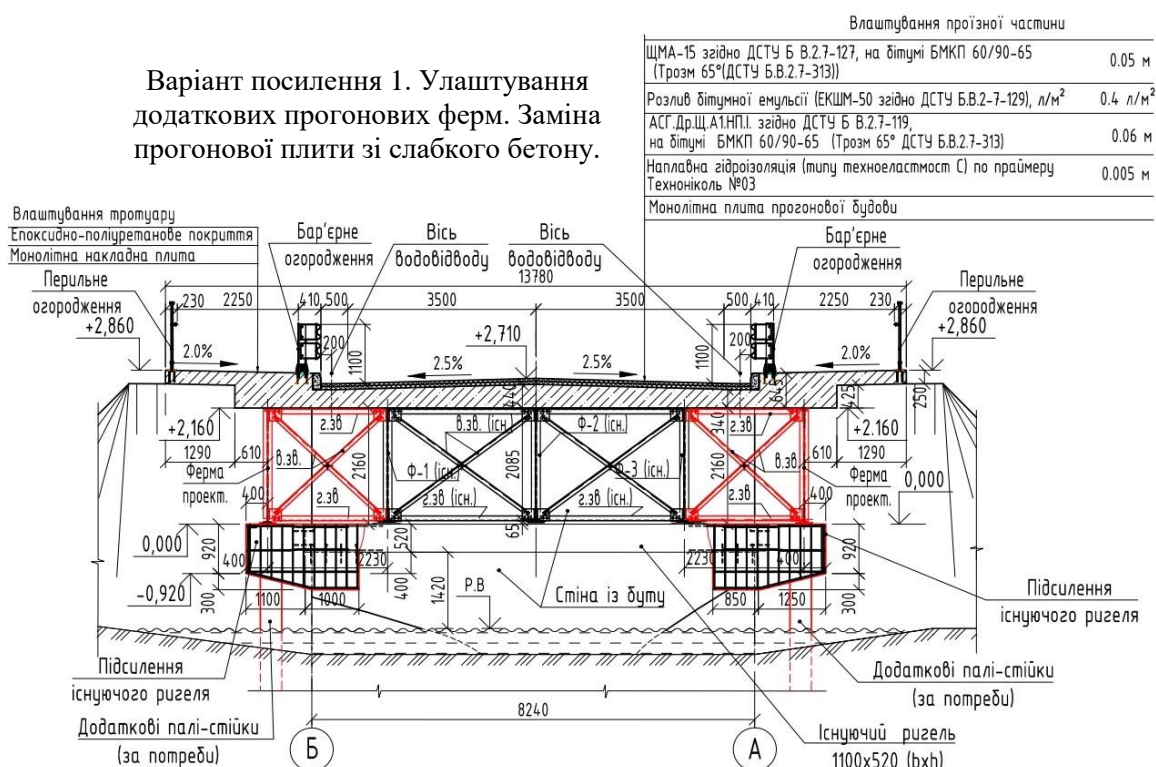 Варіант посилення 1. Улаштування
додаткових прогонових ферм. Заміна
прогонової плити зі слабкого бетону.
Влаштування проїзної частини
ЩМА-15 згідно ДСТУ Б В.2.7-127, на бітумі БМКП 60/90-65
(Трозм 65°(ДСТУ Б.В.2.7-313))
0.05 м
Розлив бітумної емульсії (ЕКШМ-50 згідно ДСТУ Б.В.2-7-129), л/м²
0.4 л/м²
АСГ.Др.Щ.А1.НП.І. згідно ДСТУ Б В.2.7-119,
на бітумі БМКП 60/90-65 (Трозм 65° ДСТУ Б.В.2.7-313)
0.06 м
Наплавна гідроізоляція (типу техноеластмост С) по праймеру
Техноніколь №03
0.005 м
Монолітна плита прогонової будови
Влаштування тротуару
Епоксидно-поліуретанове покриття
Монолітна накладна плита
Перильне
огородження
Бар'єрне
огородження
Вісь
водовідводу
Вісь
водовідводу
Бар'єрне
огородження
Перильне
огородження
13780
230
2250
410
500
3500
3500
500
410
2250
230
+2,860
2.0%
1100
200
2.5%
+2,710
2.5%
1100
200
2.0%
+2,860
250
425
640
440
340
+2,160
+2.160
1290
610
1290
610
г.зв
в.зв.
в.зв. (існ.)
Ф-2 (існ.)
г.зв
в.зв.
Ферма
проект.
400
2160
Ф-1 (існ.)
2085
Ф-3 (існ.)
2160
Ферма
проект.
400
0,000
г.зв
г.зв (існ.)
г.зв (існ.)
г.зв
65
0,000
920
400
520
2230
2230
400
920
-0,920
300
1100
1000
400
1420
Р.В
Стіна із буту
850
1250
300
Підсилення
існуючого ригеля
Підсилення
існуючого ригеля
Додаткові палі-стійки
(за потреби)
Додаткові палі-стійки
(за потреби)
8240
Б
А
Існуючий ригель
1100х520 (bxh)